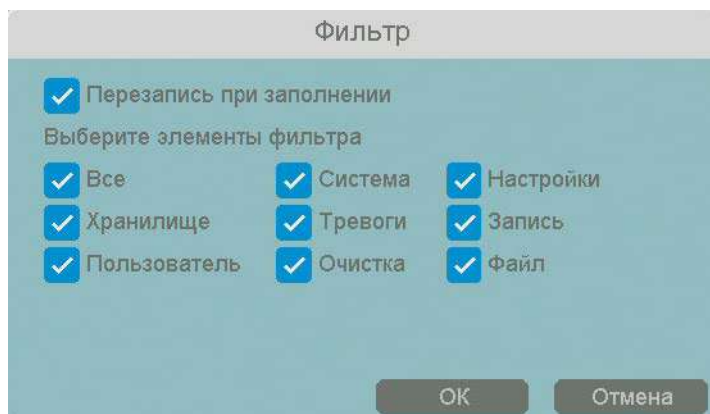 Фильтр
Перезапись при заполнении
Выберите элементы фильтра
Все Система Настройки
Хранилище Тревоги Запись
Пользователь Очистка Файл
ОК Отмена